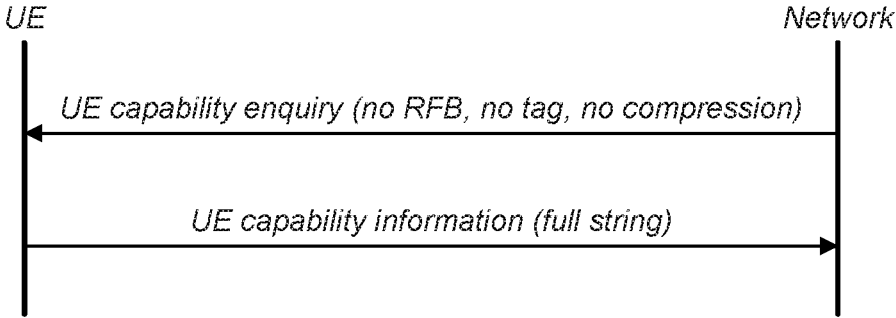 UE
Network
UE capability enquiry (no RFB, no tag, no compression)
UE capability information (full string)